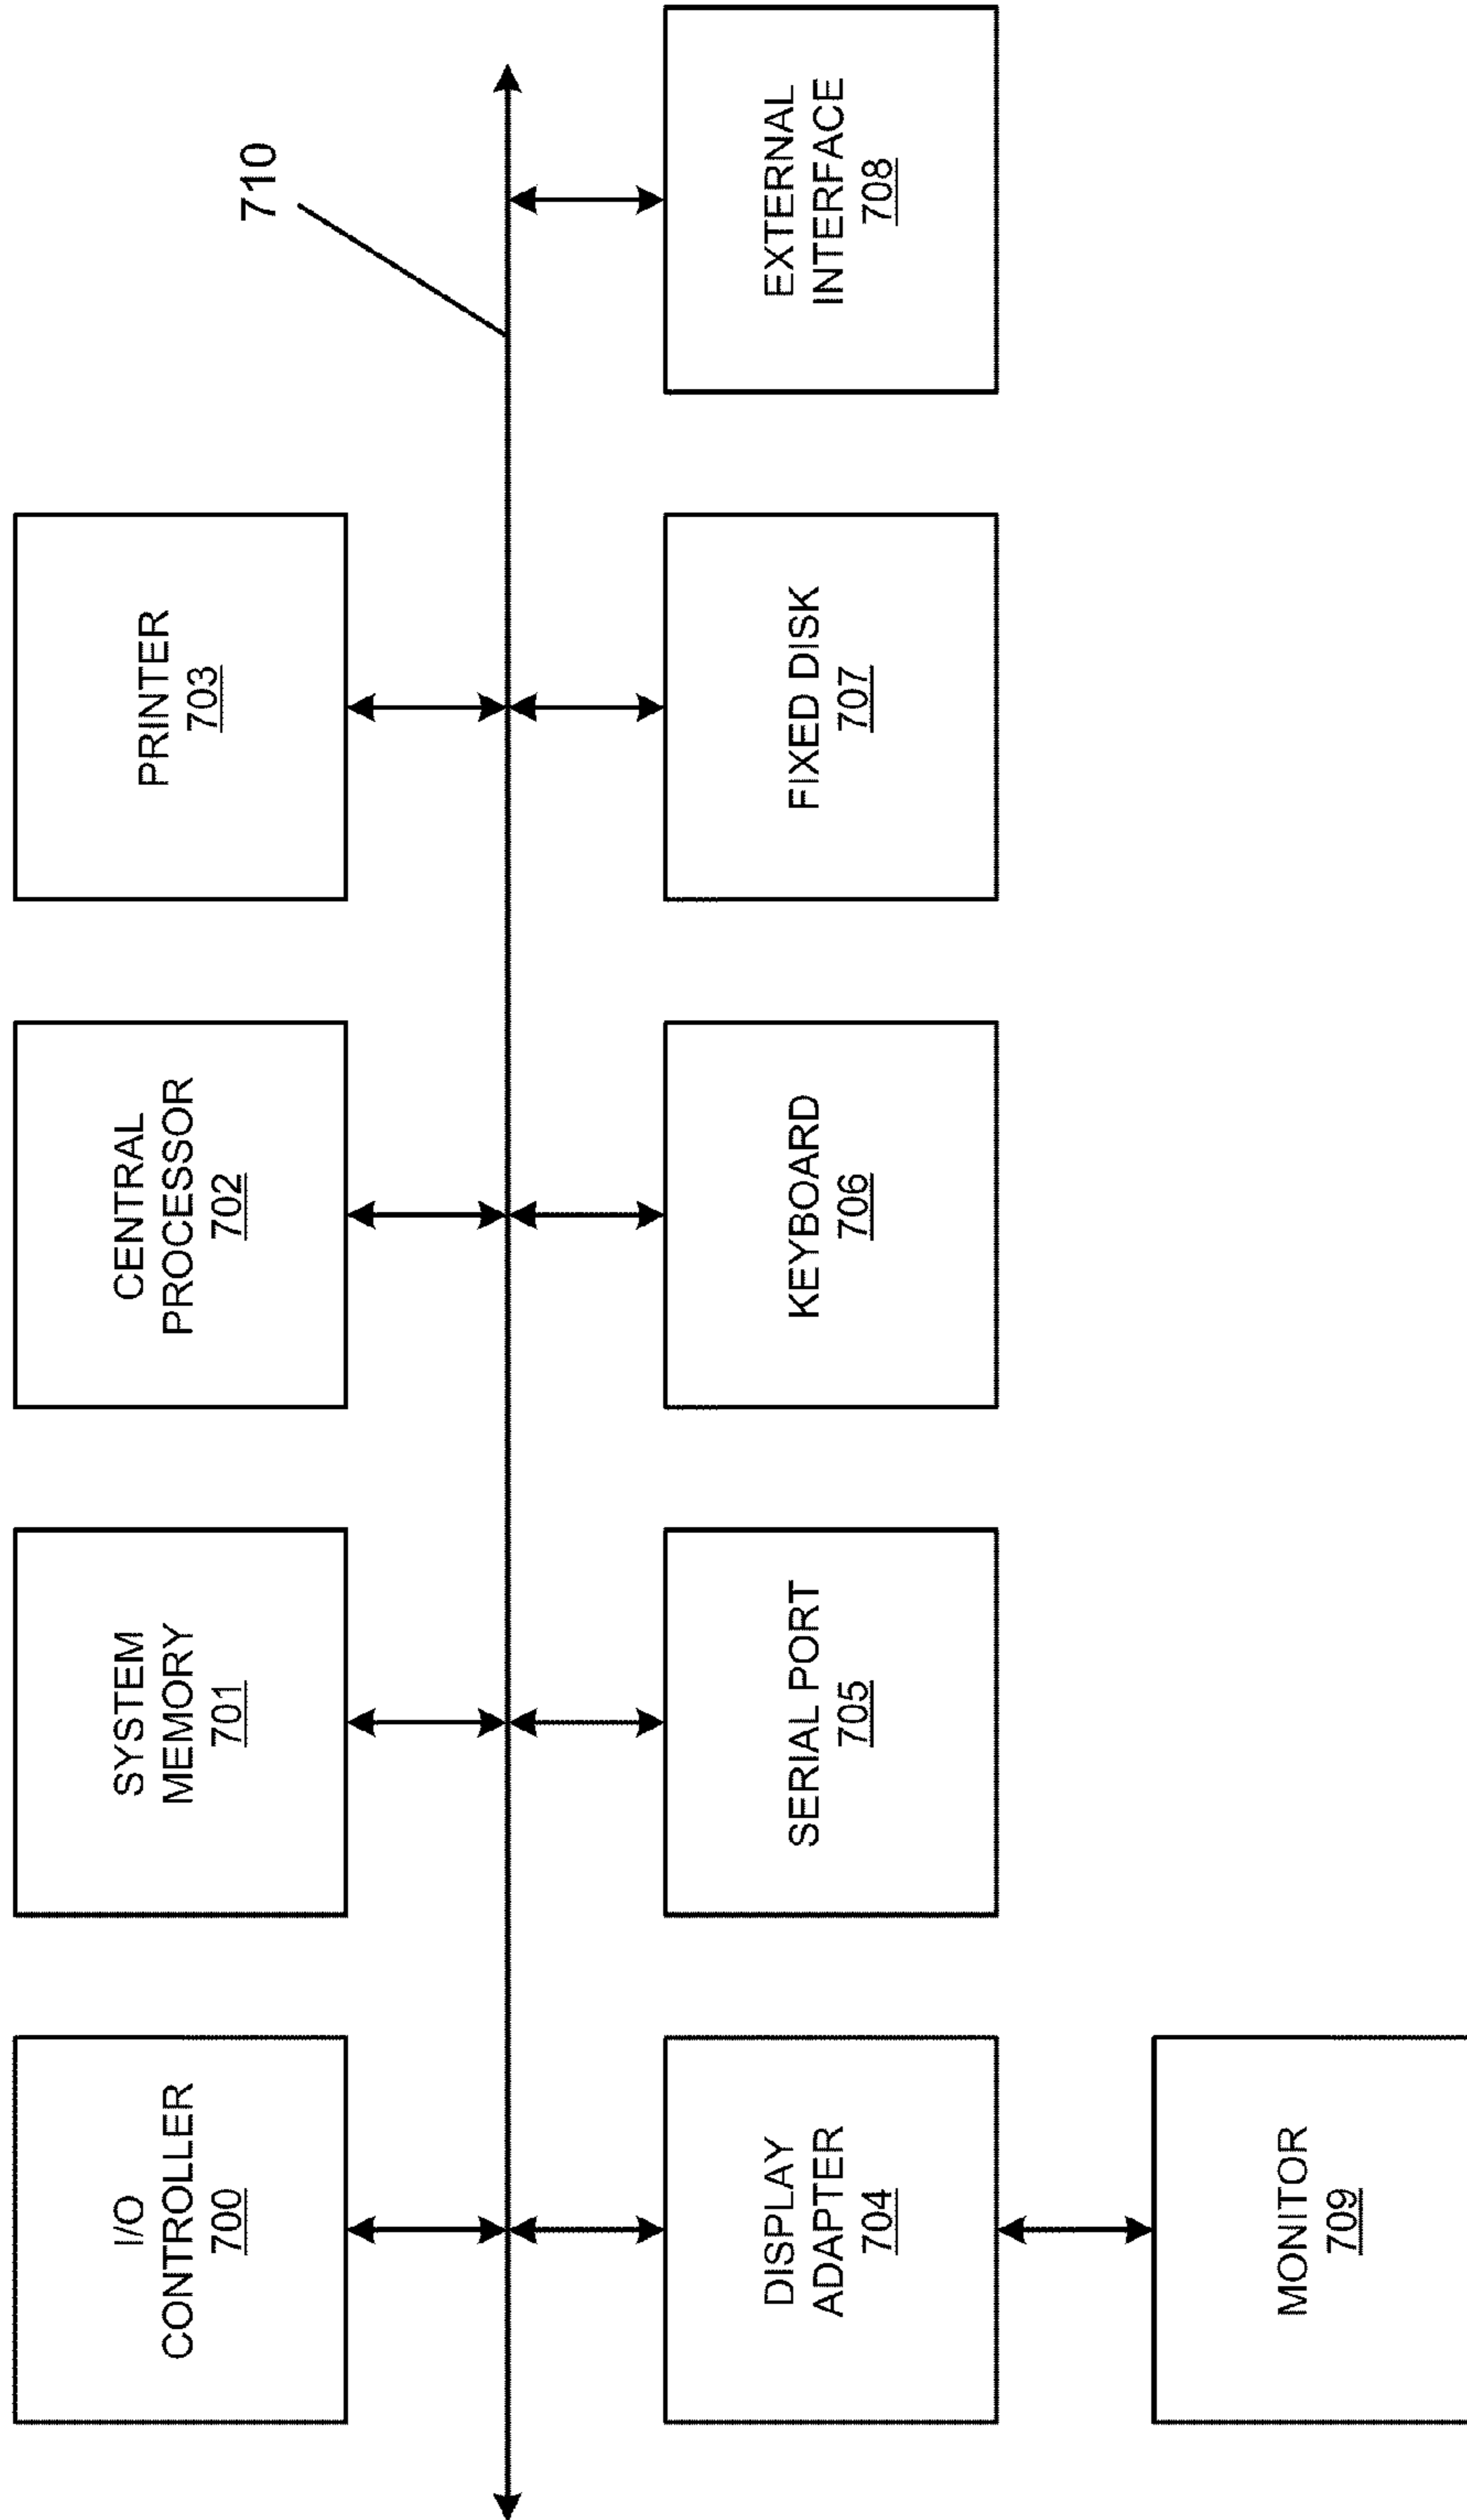 I/O
CONTROLLER
700
SYSTEM
MEMORY
701
CENTRAL
PROCESSOR
702
PRINTER
703
710
DISPLAY
ADAPTER
704
SERIAL PORT
705
KEYBOARD
706
FIXED DISK
707
EXTERNAL
INTERFACE
708
MONITOR
709